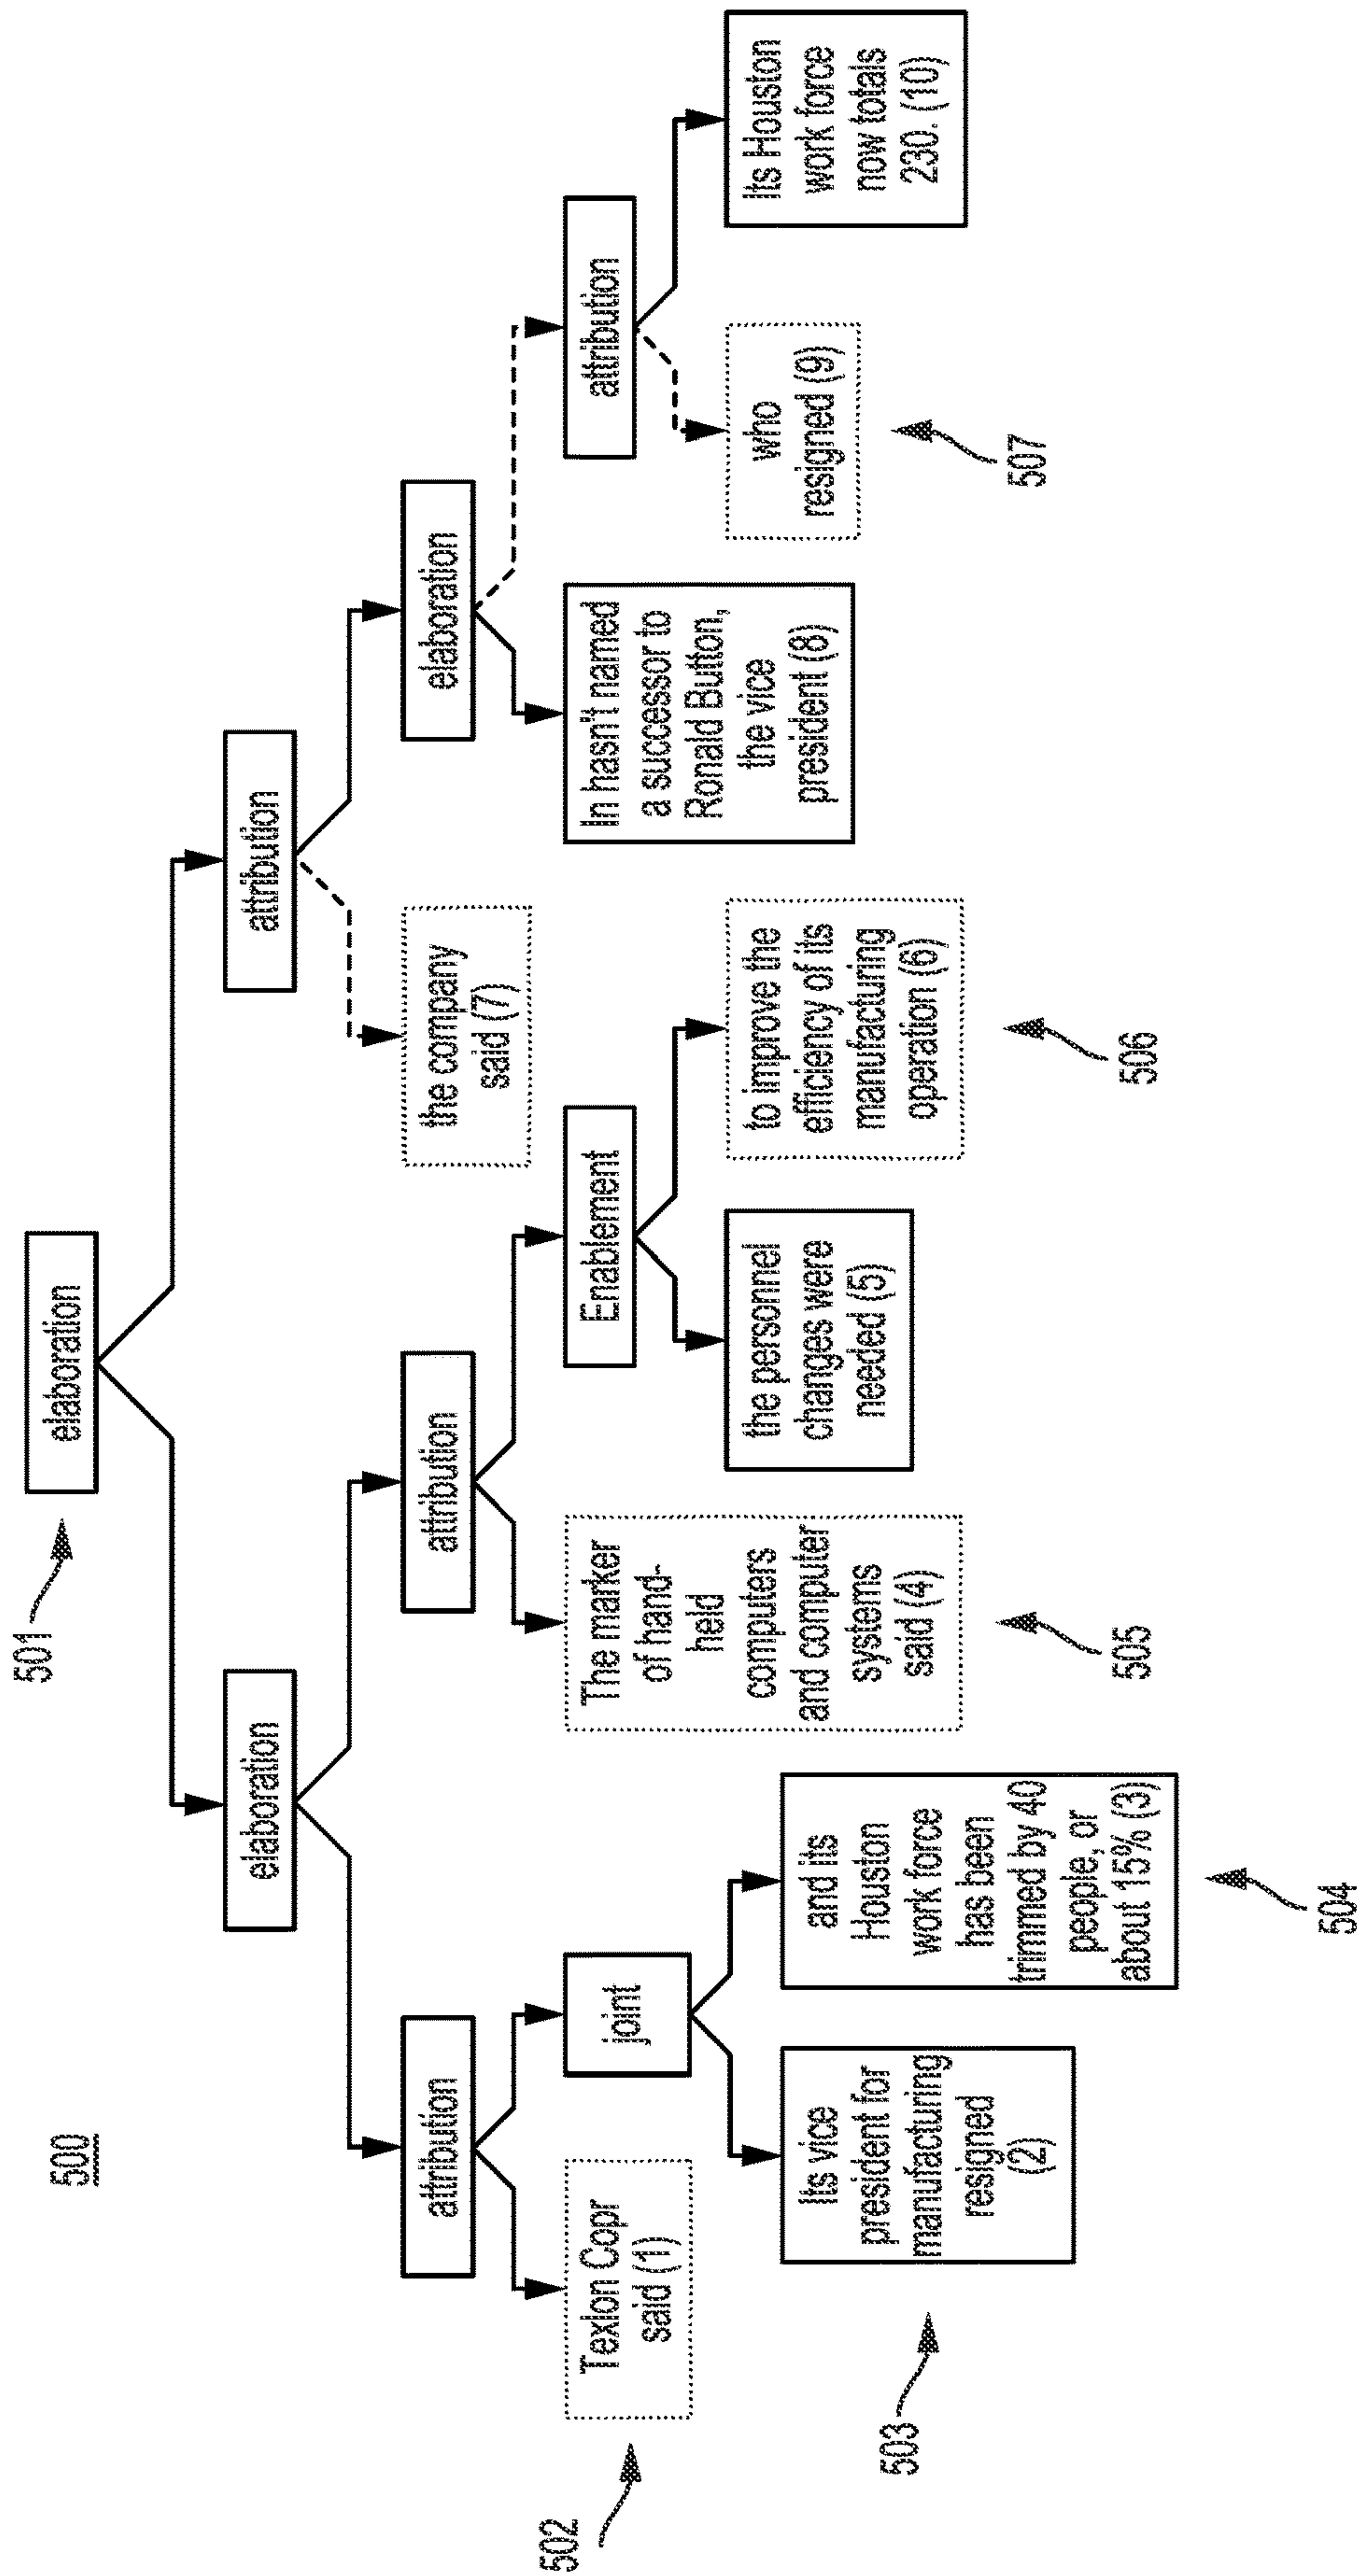 500
501
elaboration
elaboration
attribution
attribution
attribution
the company
said (7)
elaboration
502
Texlon Copr
said (1)
joint
The marker
of hand-
held
computers
and computer
systems
said (4)
505
Enablement
In hasn't named
a successor to
Ronald Button,
the vice
president (8)
attribution
503
Its vice
president for
manufacturing
resigned
(2)
and its
Houston
work force
has been
trimmed by 40
people, or
about 15% (3)
504
the personnel
changes were
needed (5)
to improve the
efficiency of its
manufacturing
operation (6)
506
who
resigned (9)
507
Its Houston
work force
now totals
230. (10)